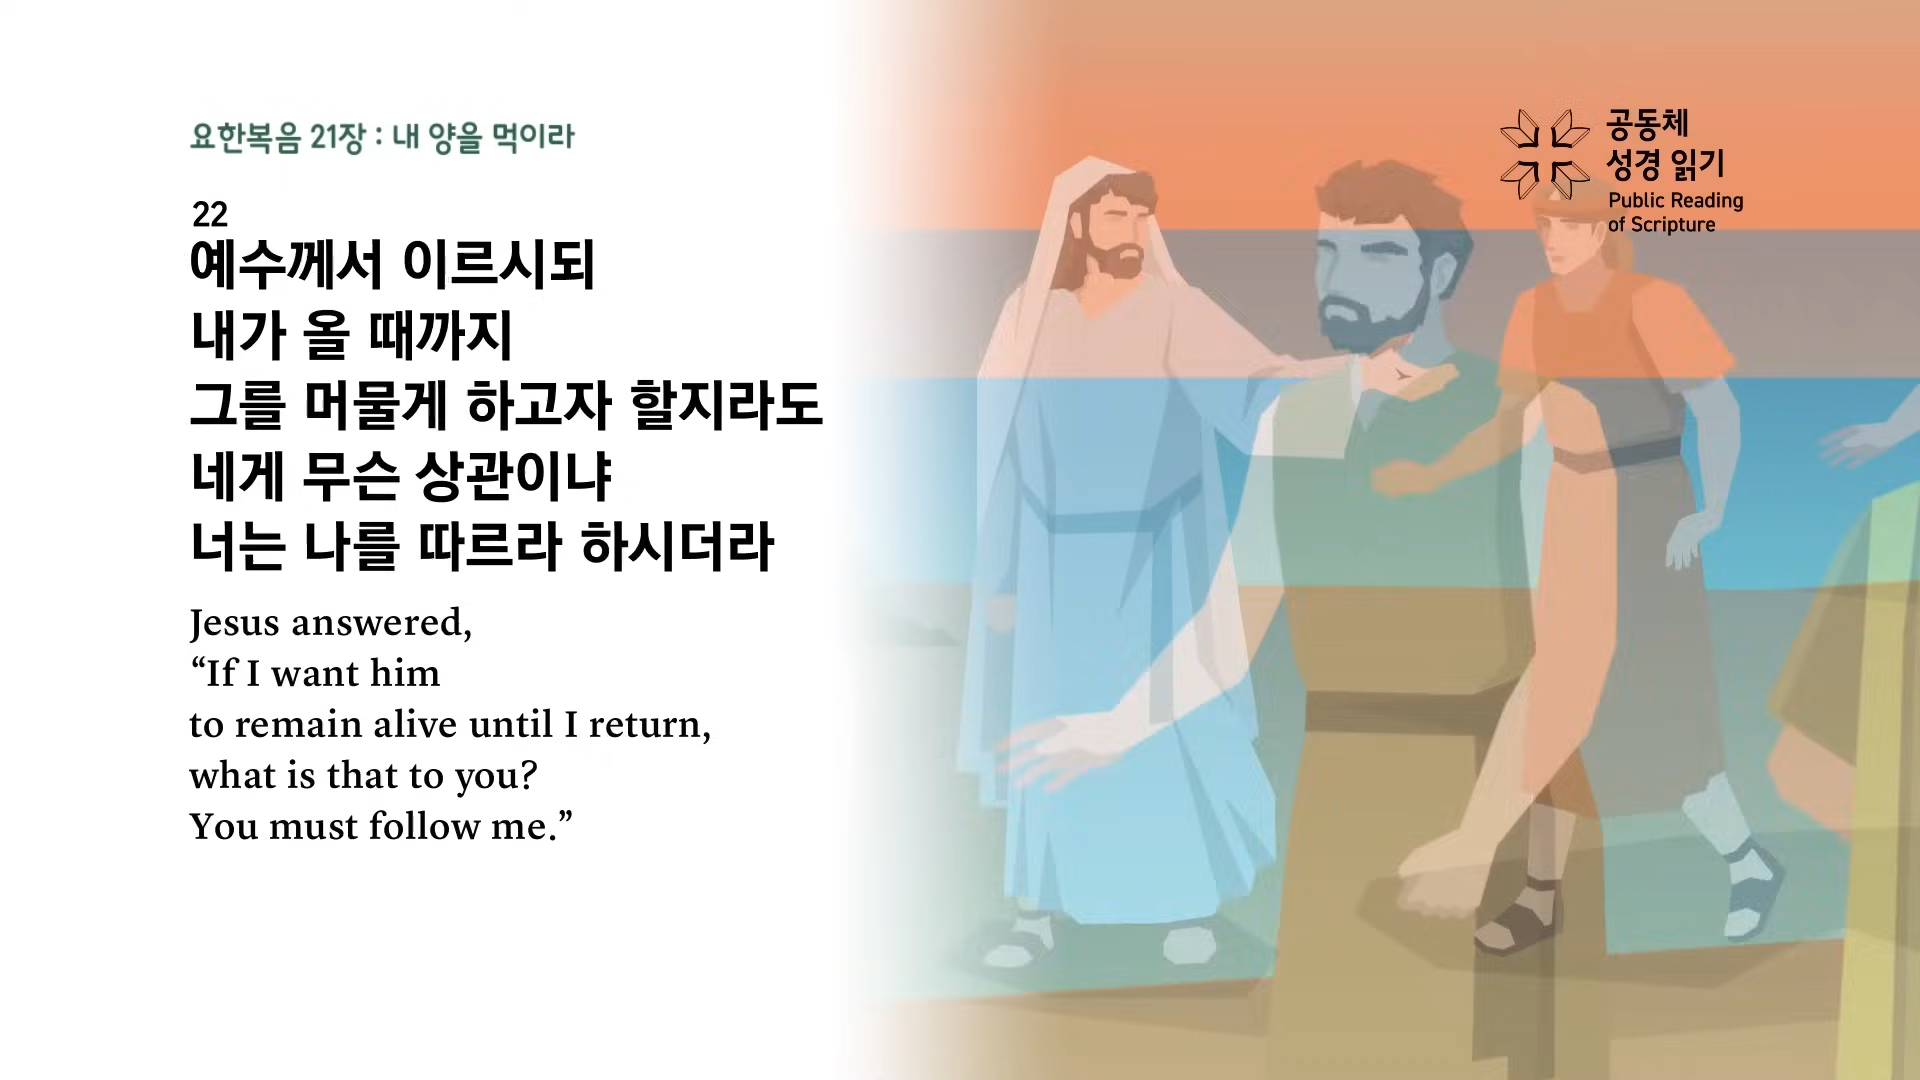 요한복음 21장 : 내 양을 먹이라
22
예수께서 이르시되
내가 올 때까지
그를 머물게 하고자 할지라도
네게 무슨 상관이냐
너는 나를 따르라 하시더라
Jesus answered,
“If I want him
to remain alive until I return,
what is that to you?
You must follow me.”
공동체
성경 읽기
Public Reading
of Scripture